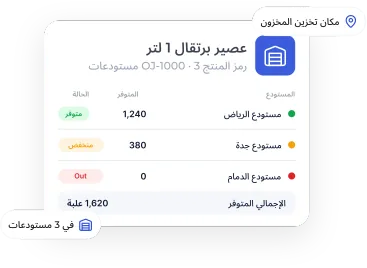 مكان تخزين المخزون
عصير برتقال 1 لتر
رمز المنتج OJ-1000 · 3 مستودعات
المستودع المتوفر الحالة
مستودع الرياض 1,240 متوفر
مستودع جدة 380 منخفض
مستودع الدمام 0 Out
الإجمالي المتوفر 1,620 علبة
في 3 مستودعات